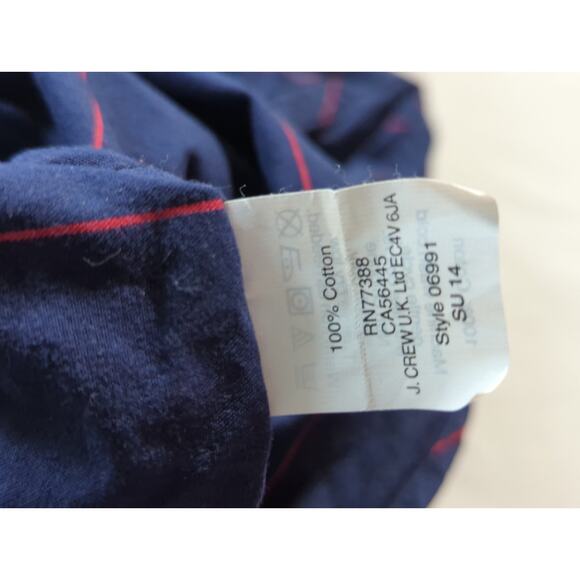 100% Cotton
RN77388
CA56445
J. CREW U.K. Ltd EC4V 6JA
Style 06991
SU 14